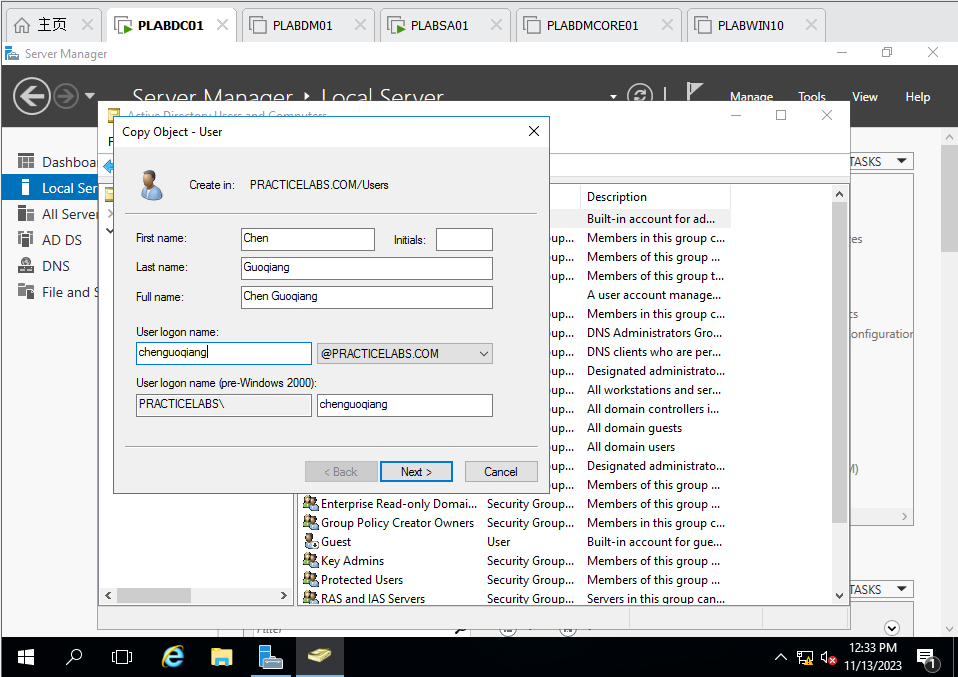 主页
PLABDC01
PLABDM01
PLABSA01
PLABDMCORE01
PLABWIN10
Server Manager
Server Manager
Local Server
Manage
Tools
View
Help
Active Directory Users and Computers
Dashboa
Local Ser
All Server
AD DS
DNS
File and S
Copy Object - User
Create in:
PRACTICELABS.COM/Users
First name:
Chen
Initials:
Last name:
Guoqiang
Full name:
Chen Guoqiang
User logon name:
chenguoqiang
@PRACTICELABS.COM
User logon name (pre-Windows 2000):
PRACTICELABS\
chenguoqiang
< Back
Next >
Cancel
Description
Built-in account for ad...
up... Members in this group c...
up... Members of this group ...
up... Members of this group t...
A user account manage...
up... Members in this group c...
up... DNS Administrators Gro...
up... DNS clients who are per...
up... Designated administrato...
up... All workstations and ser...
up... All domain controllers i...
up... All domain guests
up... All domain users
up... Designated administrato...
up... Members of this group ...
Enterprise Read-only Domai... Security Group... Members of this group ...
Group Policy Creator Owners Security Group... Members in this group c...
Guest User Built-in account for gue...
Key Admins Security Group... Members of this group ...
Protected Users Security Group... Members of this group ...
RAS and IAS Servers Security Group... Servers in this group can...
TASKS
es
ts
onfiguration
M)
TASKS
Filter
12:33 PM
11/13/2023
1